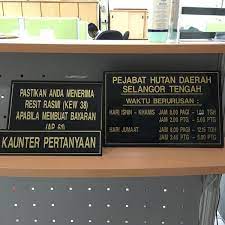 PASTIKAN ANDA MENERIMA
RESIT RASMI (KEW 38)
APABILA MEMBUAT BAYARAN
KAUNTER PERTANYAAN
PEJABAT HUTAN DAERAH
SELANGOR TENGAH
WAKTU BERURUSAN :
HARI ISNIN - KHAMIS JAM 8.00 PAGI - 1.00 TGH
JAM 2.00 PTG - 5.00 PTG
HARI JUMAAT JAM 8.00 PAGI - 12.15 TGH
JAM 2.45 PTG - 5.00 PTG